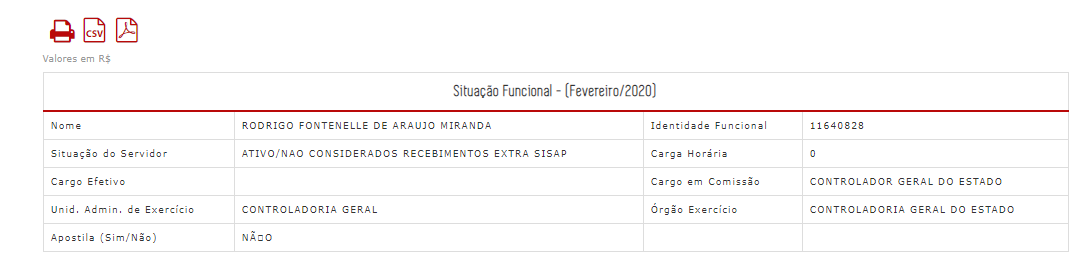 CSV
Valores em R$
Situação Funcional - (Fevereiro/2020)
Nome RODRIGO FONTENELLE DE ARAUJO MIRANDA Identidade Funcional 11640828
Situação do Servidor ATIVO/NAO CONSIDERADOS RECEBIMENTOS EXTRA SISAP Carga Horária 0
Cargo Efetivo Cargo em Comissão CONTROLADOR GERAL DO ESTADO
Unid. Admin. de Exercício CONTROLADORIA GERAL Órgão Exercício CONTROLADORIA GERAL DO ESTADO
Apostila (Sim/Não) NÃ□O